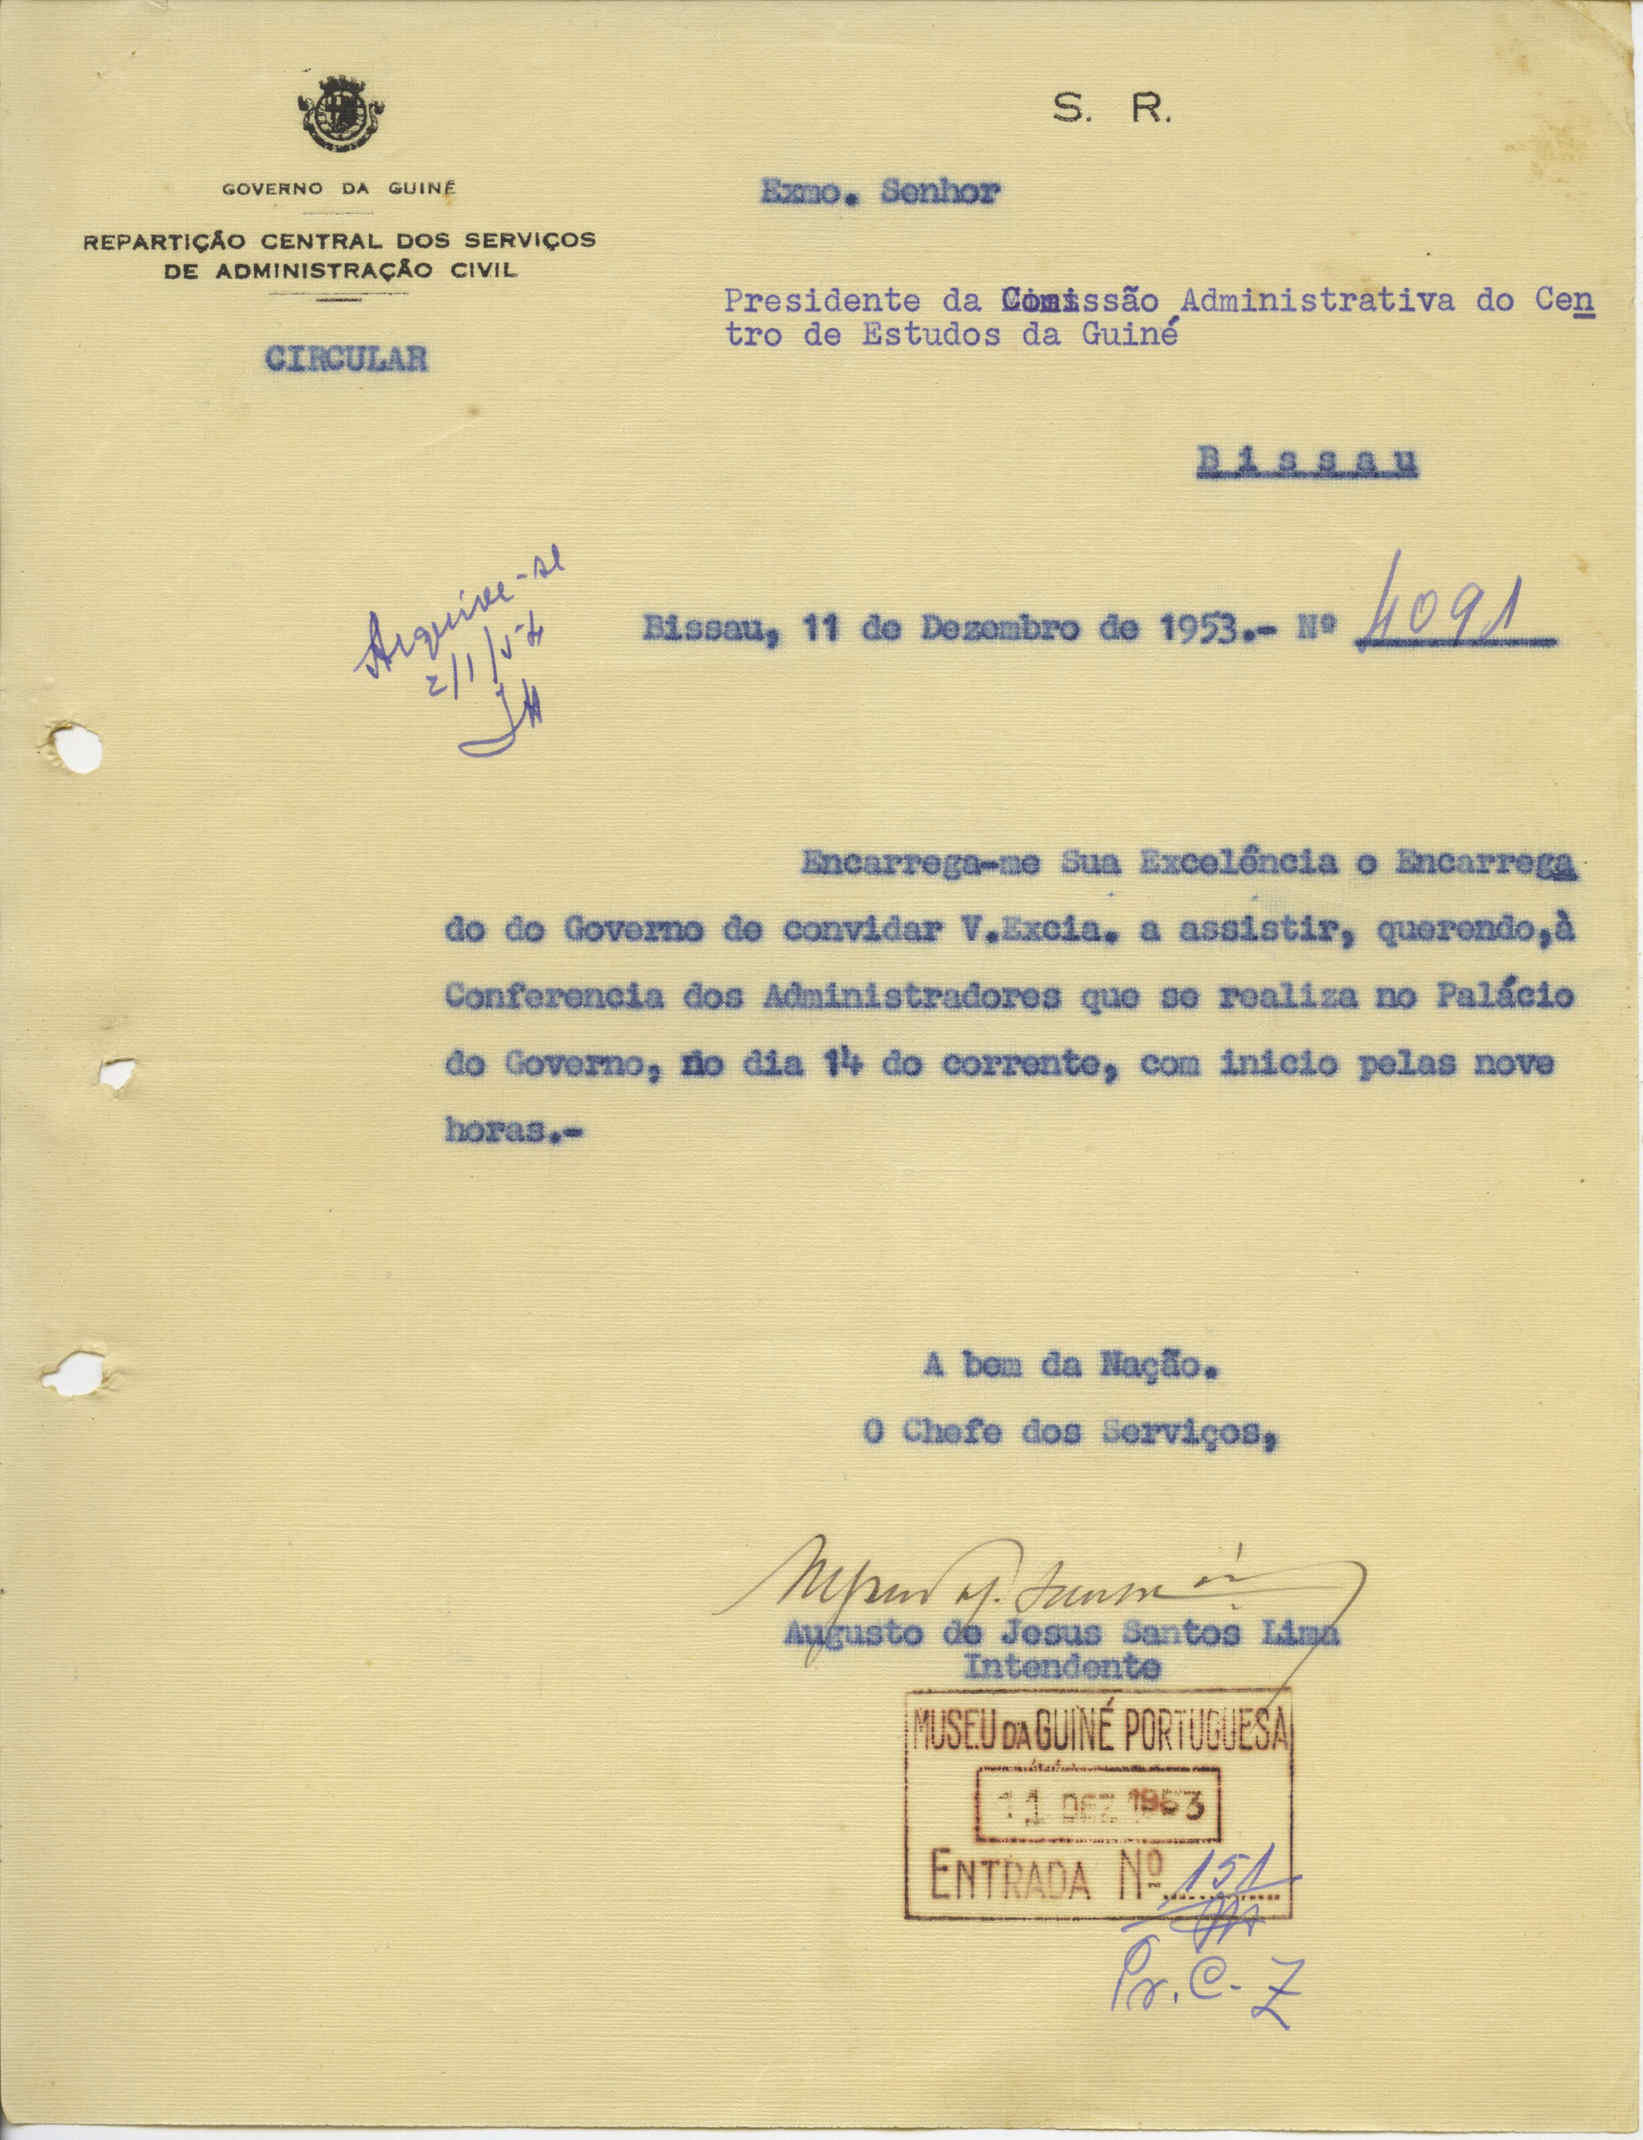 S. R.
GOVERNO DA GUINÉ
REPARTIÇÃO CENTRAL DOS SERVIÇOS
DE ADMINISTRAÇÃO CIVIL
CIRCULAR
Exmo. Senhor
Presidente da Comissão Administrativa do Cen
tro de Estudos da Guiné
Bissau
Arquive-se
2/1/54
Bissau, 11 de Dezembro de 1953.- Nº 4091
Encarrega-me Sua Excelência o Encarrega
do do Governo de convidar V.Excia. a assistir, querendo,à
Conferencia dos Administradores que se realiza no Palácio
do Governo, no dia 14 do corrente, com inicio pelas nove
horas.-
A bem da Nação.
O Chefe dos Serviços,
Augusto de Jesus Santos Lima
Intendente
MUSEU DA GUINÉ PORTUGUESA
11 DEZ 1953
ENTRADA Nº 151
Pr. C- Z